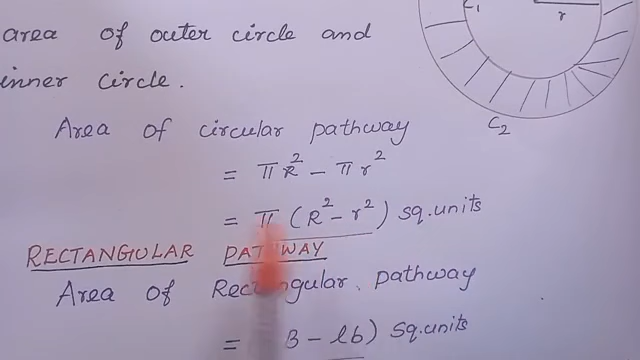 area of outer circle and
C₁
r
inner circle.
C₂
Area of circular pathway
= πR² − πr²
= π (R² − r²) sq.units
RECTANGULAR PATHWAY
Area of Rectangular pathway
= B − lb) sq.units